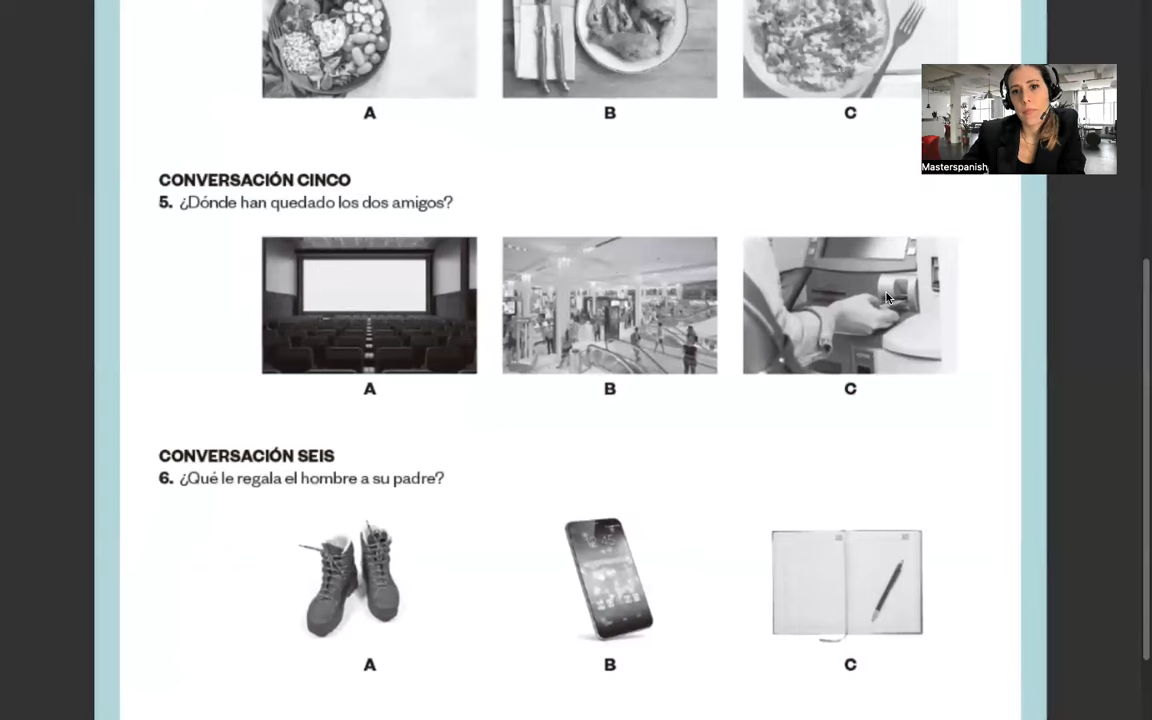 A
B
C
Masterspanish
CONVERSACIÓN CINCO
5. ¿Dónde han quedado los dos amigos?
A
B
C
CONVERSACIÓN SEIS
6. ¿Qué le regala el hombre a su padre?
A
B
C